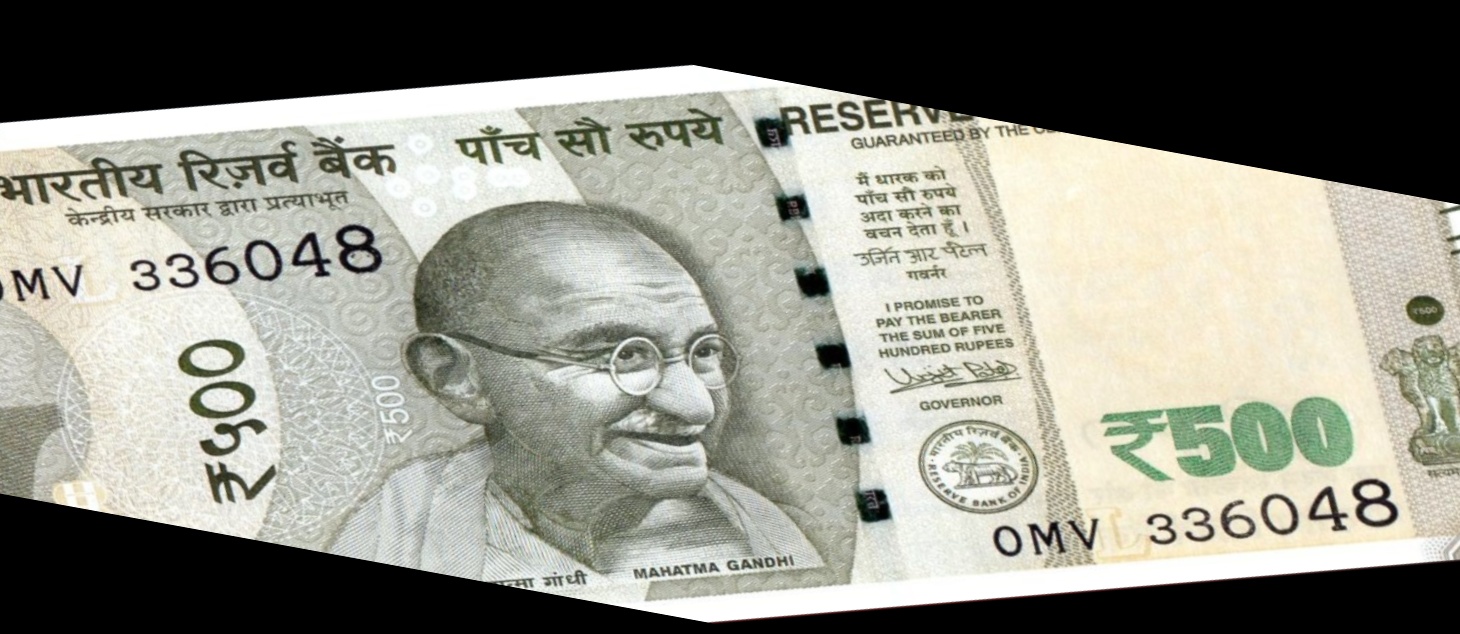 भारतीय रिज़र्व बैंक
केन्द्रीय सरकार द्वारा प्रत्याभूत
पाँच सौ रुपये
0MV 336048
₹५००
₹500
RESERVE
GUARANTEED BY THE
मैं धारक को
पाँच सौ रुपये
अदा करने का
वचन देता हूँ ।
उर्जित आर पटेल
गवर्नर
I PROMISE TO
PAY THE BEARER
THE SUM OF FIVE
HUNDRED RUPEES
GOVERNOR
भारतीय रिज़र्व बैंक
RESERVE BANK OF INDIA
₹500
₹500
0MV 336048
गांधी
MAHATMA GANDHI